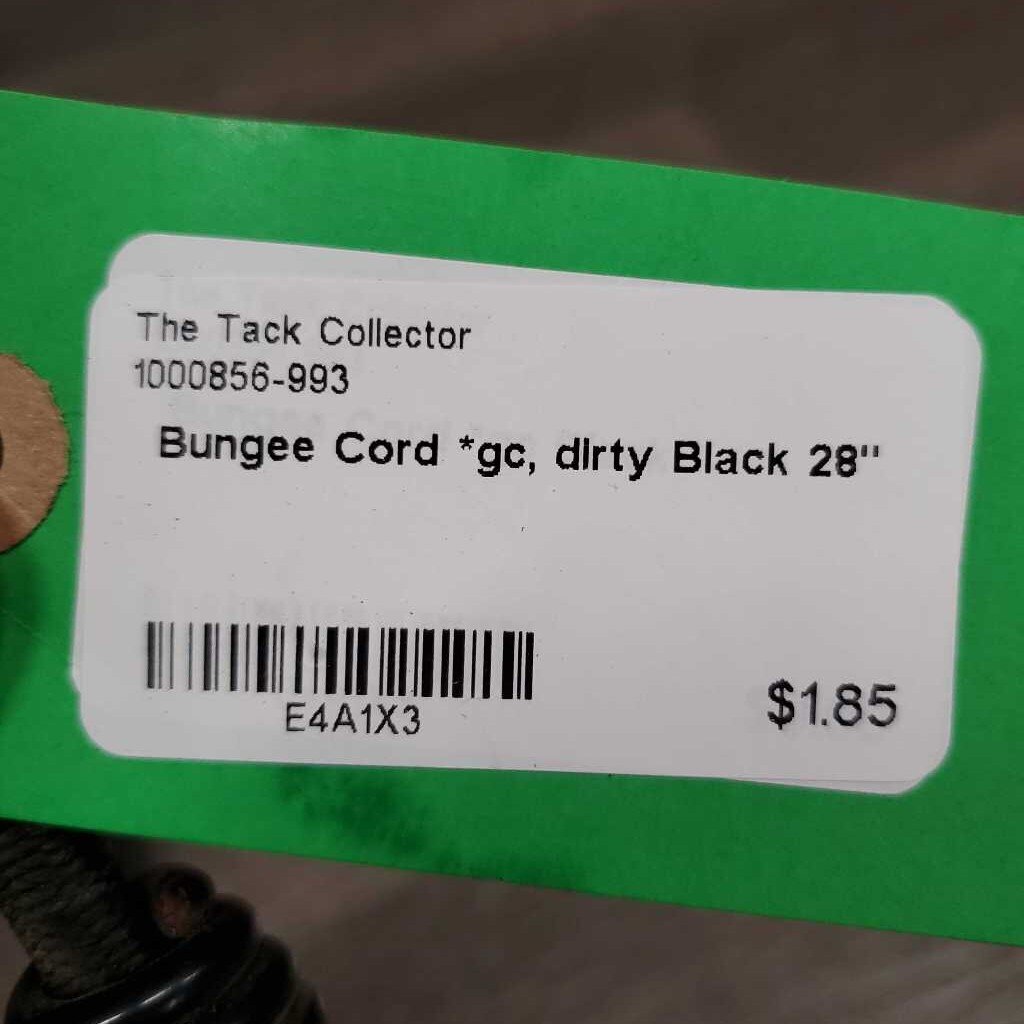 The Tack Collector
1000856-993
Bungee Cord *gc, dirty Black 28"
E4A1X3
$1.85